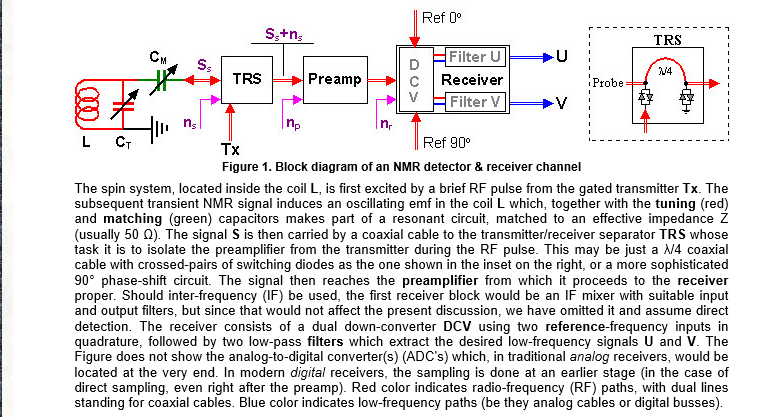 Ref 0º
Sₛ+nₛ
TRS
C_M
Sₛ
TRS
Preamp
D
C
V
Filter U
Receiver
Filter V
U
V
Probe
λ/4
nₛ
nₚ
nᵣ
L
C_T
Tx
Ref 90º
Figure 1. Block diagram of an NMR detector & receiver channel
The spin system, located inside the coil L, is first excited by a brief RF pulse from the gated transmitter Tx. The
subsequent transient NMR signal induces an oscillating emf in the coil L which, together with the tuning (red)
and matching (green) capacitors makes part of a resonant circuit, matched to an effective impedance Z
(usually 50 Ω). The signal S is then carried by a coaxial cable to the transmitter/receiver separator TRS whose
task it is to isolate the preamplifier from the transmitter during the RF pulse. This may be just a λ/4 coaxial
cable with crossed-pairs of switching diodes as the one shown in the inset on the right, or a more sophisticated
90° phase-shift circuit. The signal then reaches the preamplifier from which it proceeds to the receiver
proper. Should inter-frequency (IF) be used, the first receiver block would be an IF mixer with suitable input
and output filters, but since that would not affect the present discussion, we have omitted it and assume direct
detection. The receiver consists of a dual down-converter DCV using two reference-frequency inputs in
quadrature, followed by two low-pass filters which extract the desired low-frequency signals U and V. The
Figure does not show the analog-to-digital converter(s) (ADC's) which, in traditional analog receivers, would be
located at the very end. In modern digital receivers, the sampling is done at an earlier stage (in the case of
direct sampling, even right after the preamp). Red color indicates radio-frequency (RF) paths, with dual lines
standing for coaxial cables. Blue color indicates low-frequency paths (be they analog cables or digital busses).